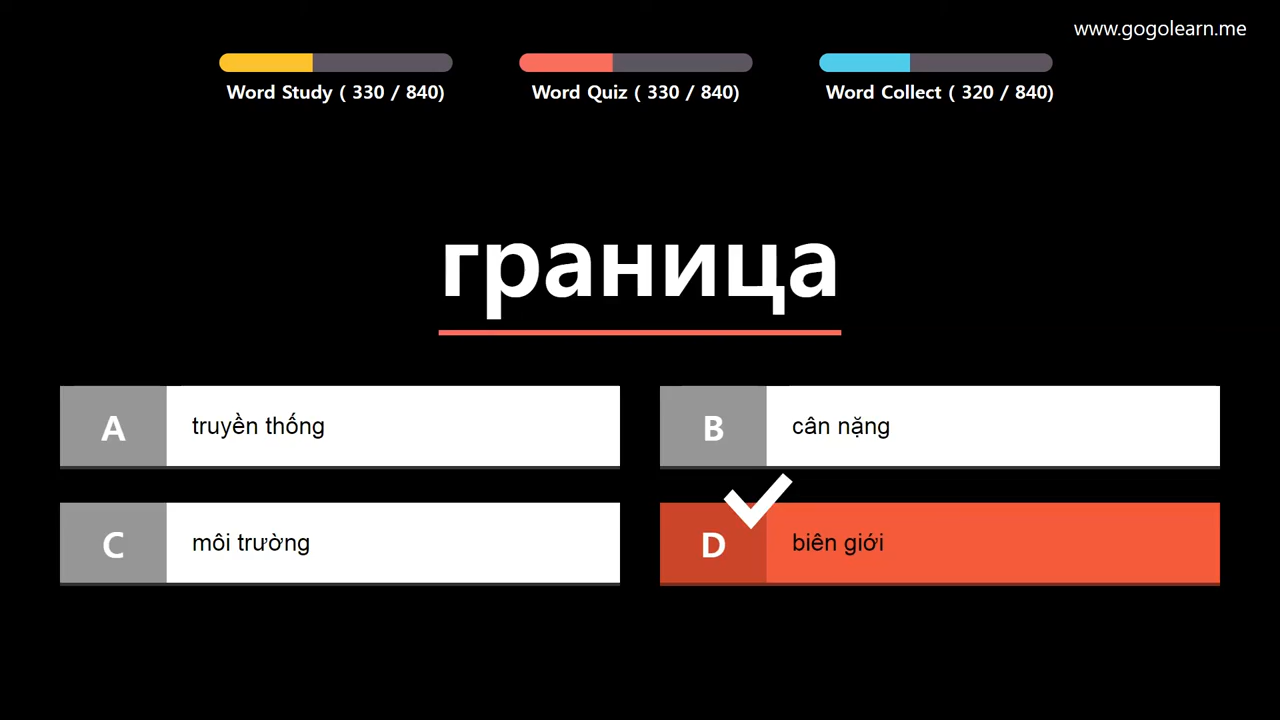 www.gogolearn.me
Word Study ( 330 / 840)
Word Quiz ( 330 / 840)
Word Collect ( 320 / 840)
граница
A truyền thống
B cân nặng
C môi trường
D biên giới